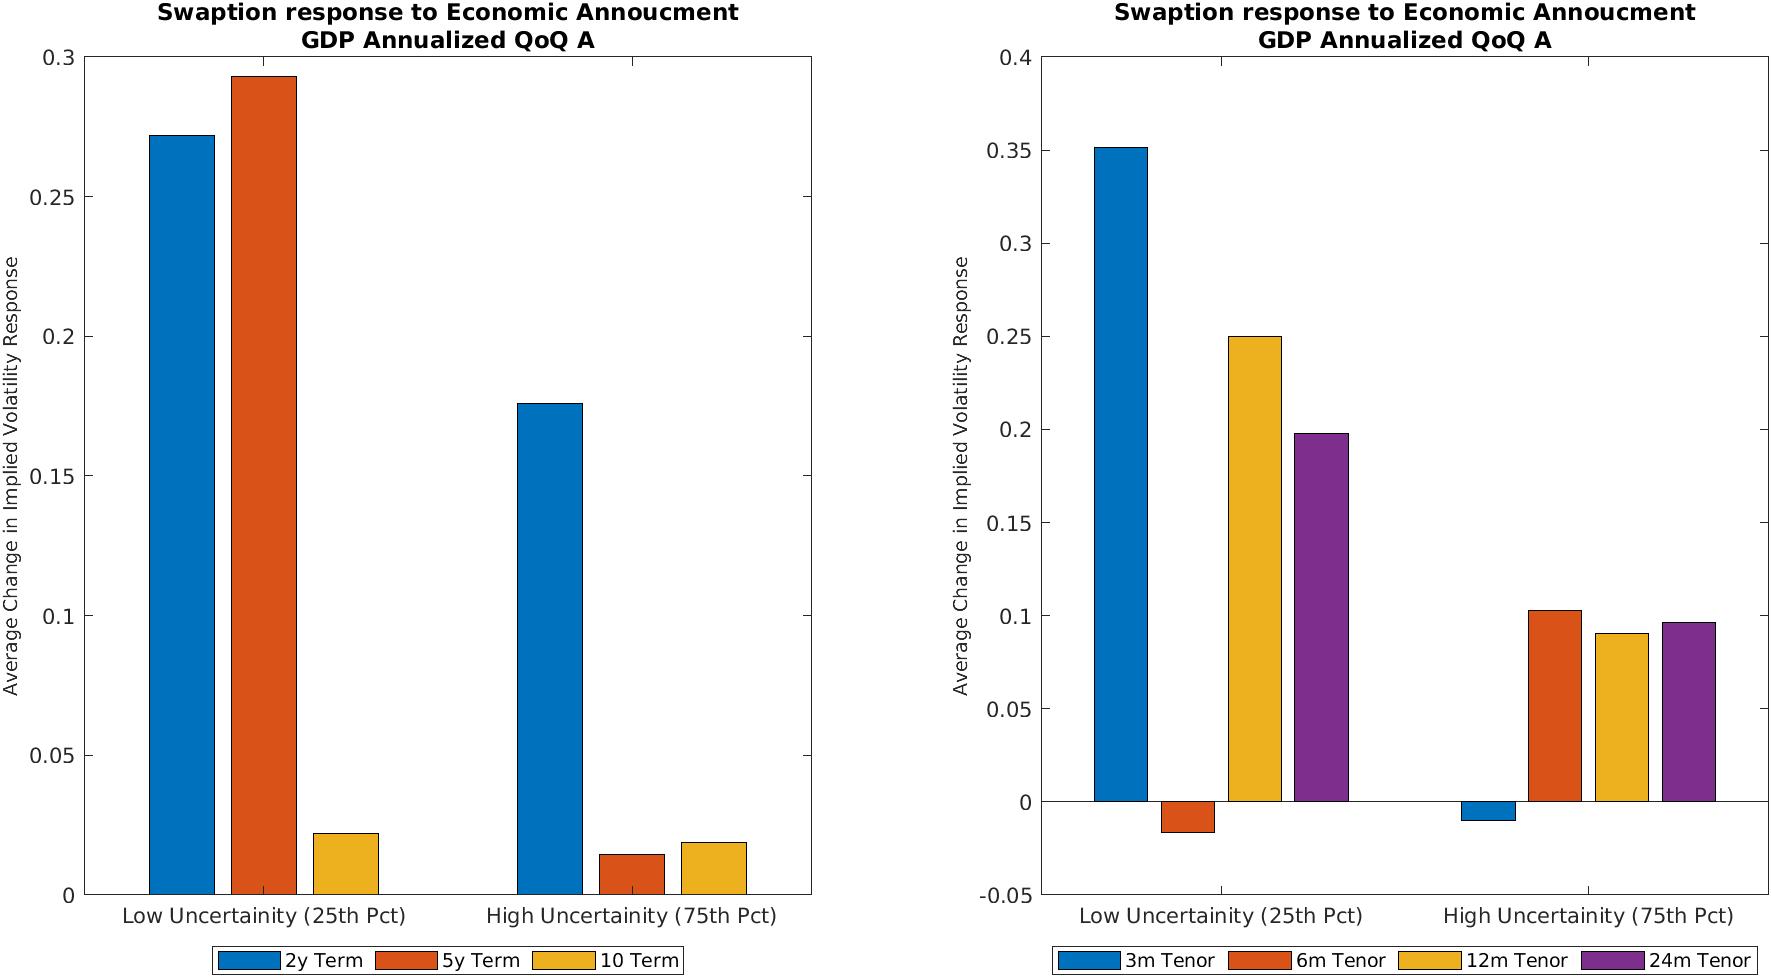 Swaption response to Economic Annoucment
GDP Annualized QoQ A
Average Change in Implied Volatility Response
0.3
0.25
0.2
0.15
0.1
0.05
0
Low Uncertainity (25th Pct)
High Uncertainity (75th Pct)
2y Term
5y Term
10 Term
Swaption response to Economic Annoucment
GDP Annualized QoQ A
Average Change in Implied Volatility Response
0.4
0.35
0.3
0.25
0.2
0.15
0.1
0.05
0
-0.05
Low Uncertainity (25th Pct)
High Uncertainity (75th Pct)
3m Tenor
6m Tenor
12m Tenor
24m Tenor